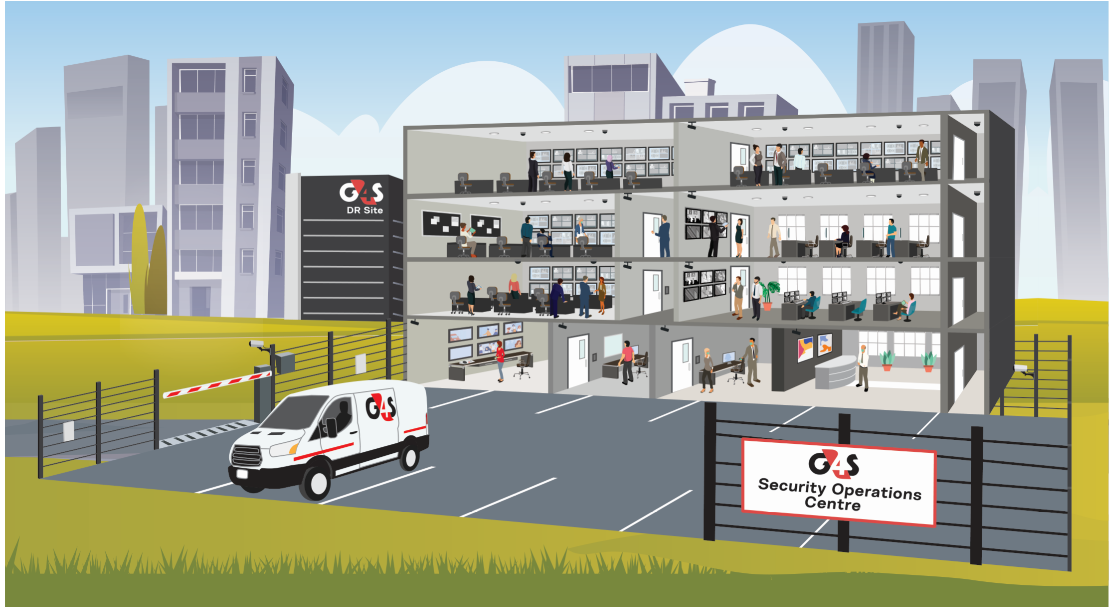 G4S
DR Site
G4S
G4S
Security Operations
Centre